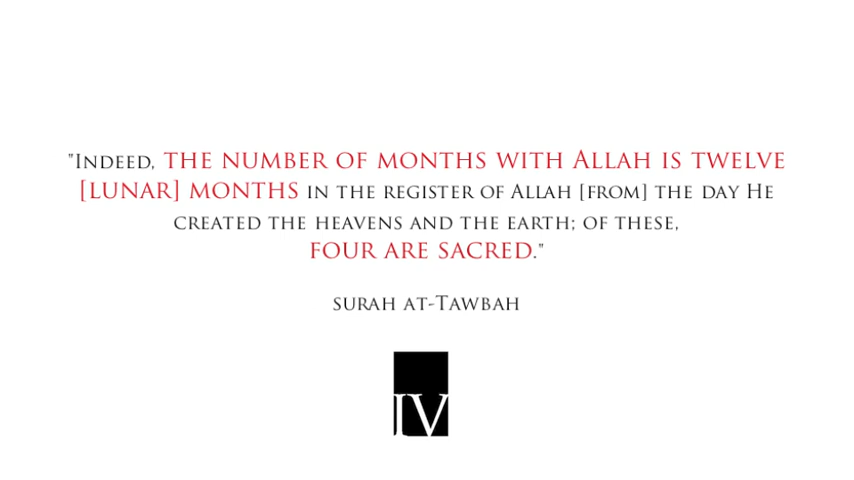 "Indeed, the number of months with Allah is twelve
[lunar] months in the register of Allah [from] the day He
created the heavens and the earth; of these,
four are sacred."
surah at-Tawbah
IV